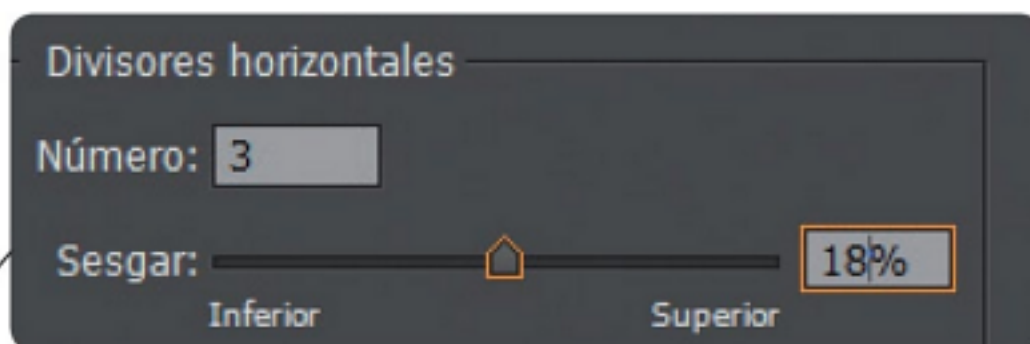 Divisores horizontales
Número: 3
Sesgar: 18%
Inferior Superior